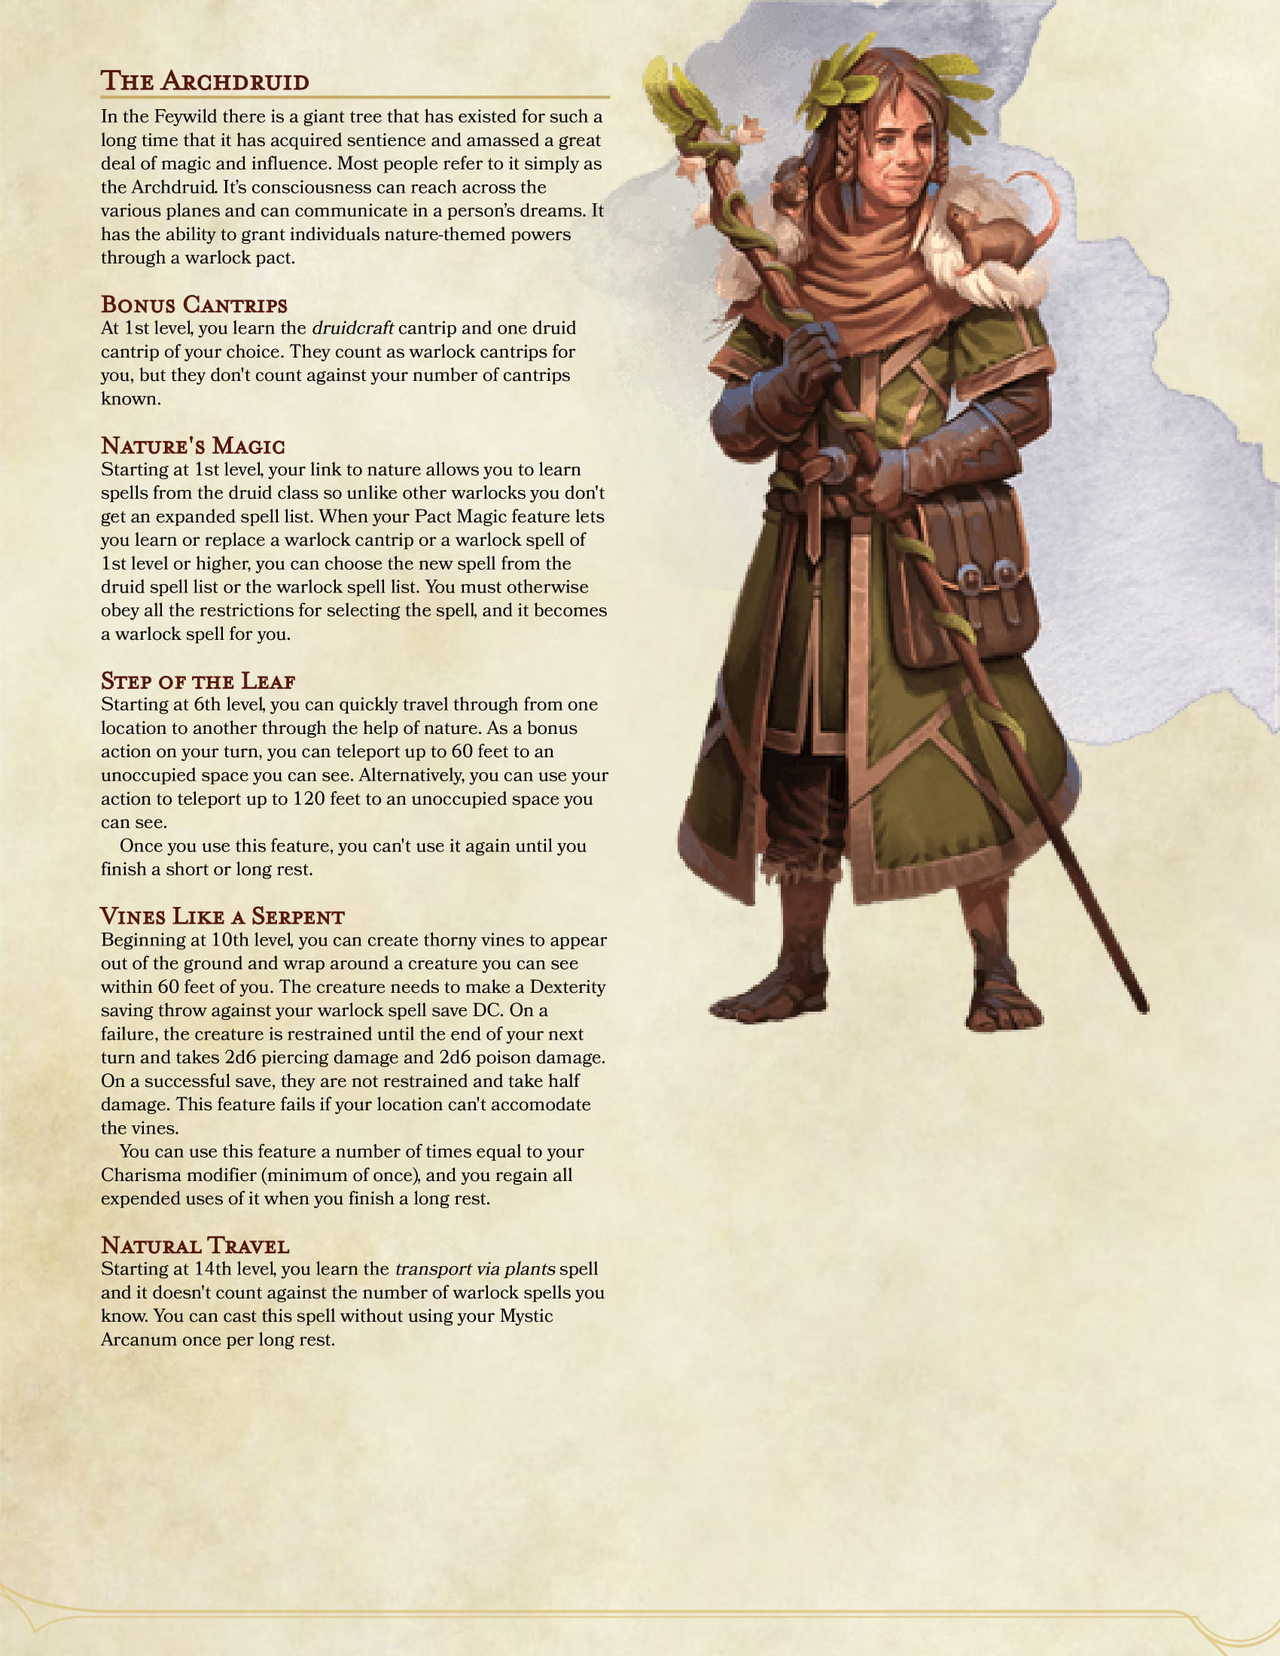 The Archdruid
In the Feywild there is a giant tree that has existed for such a
long time that it has acquired sentience and amassed a great
deal of magic and influence. Most people refer to it simply as
the Archdruid. It's consciousness can reach across the
various planes and can communicate in a person's dreams. It
has the ability to grant individuals nature-themed powers
through a warlock pact.
Bonus Cantrips
At 1st level, you learn the druidcraft cantrip and one druid
cantrip of your choice. They count as warlock cantrips for
you, but they don't count against your number of cantrips
known.
Nature's Magic
Starting at 1st level, your link to nature allows you to learn
spells from the druid class so unlike other warlocks you don't
get an expanded spell list. When your Pact Magic feature lets
you learn or replace a warlock cantrip or a warlock spell of
1st level or higher, you can choose the new spell from the
druid spell list or the warlock spell list. You must otherwise
obey all the restrictions for selecting the spell, and it becomes
a warlock spell for you.
Step of the Leaf
Starting at 6th level, you can quickly travel through from one
location to another through the help of nature. As a bonus
action on your turn, you can teleport up to 60 feet to an
unoccupied space you can see. Alternatively, you can use your
action to teleport up to 120 feet to an unoccupied space you
can see.
Once you use this feature, you can't use it again until you
finish a short or long rest.
Vines Like a Serpent
Beginning at 10th level, you can create thorny vines to appear
out of the ground and wrap around a creature you can see
within 60 feet of you. The creature needs to make a Dexterity
saving throw against your warlock spell save DC. On a
failure, the creature is restrained until the end of your next
turn and takes 2d6 piercing damage and 2d6 poison damage.
On a successful save, they are not restrained and take half
damage. This feature fails if your location can't accomodate
the vines.
You can use this feature a number of times equal to your
Charisma modifier (minimum of once), and you regain all
expended uses of it when you finish a long rest.
Natural Travel
Starting at 14th level, you learn the transport via plants spell
and it doesn't count against the number of warlock spells you
know. You can cast this spell without using your Mystic
Arcanum once per long rest.